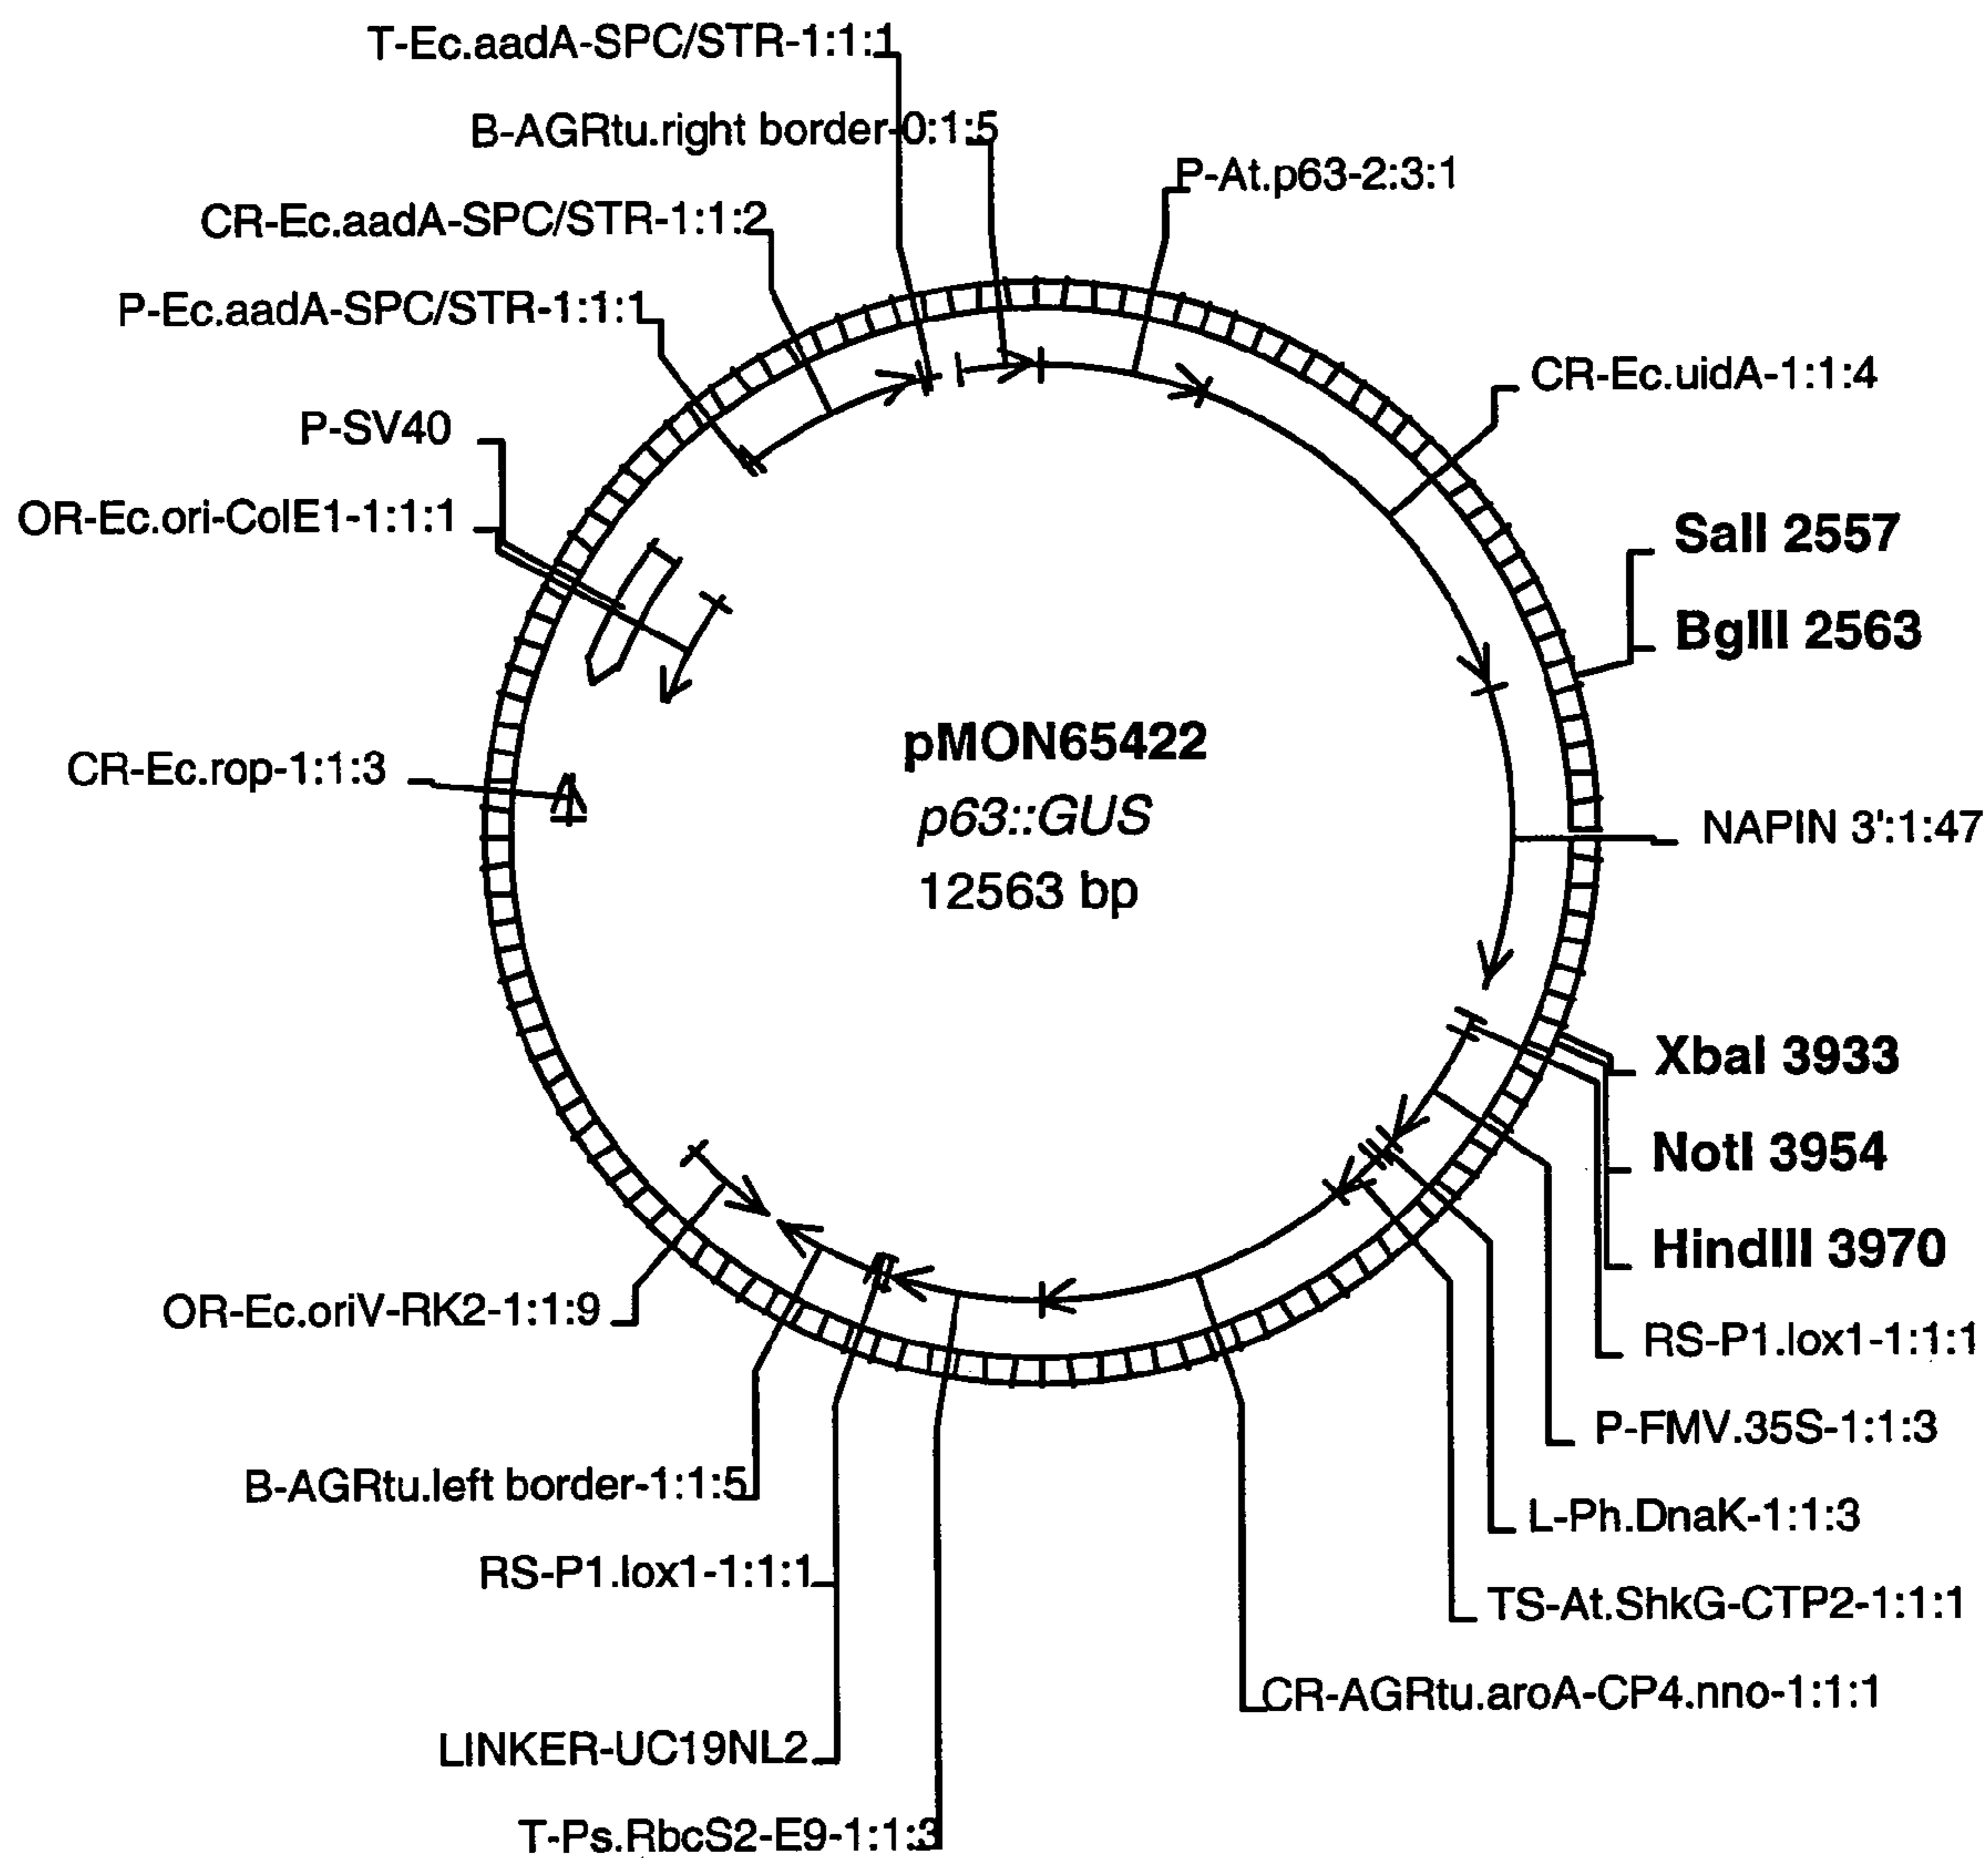 T-Ec.aadA-SPC/STR-1:1:1
B-AGRtu.right border-0:1:5
P-At.p63-2:3:1
CR-Ec.aadA-SPC/STR-1:1:2
P-Ec.aadA-SPC/STR-1:1:1
CR-Ec.uidA-1:1:4
P-SV40
OR-Ec.ori-ColE1-1:1:1
SalI 2557
BglII 2563
pMON65422
p63::GUS
12563 bp
CR-Ec.rop-1:1:3
NAPIN 3':1:47
XbaI 3933
NotI 3954
HindIII 3970
OR-Ec.oriV-RK2-1:1:9
RS-P1.lox1-1:1:1
P-FMV.35S-1:1:3
B-AGRtu.left border-1:1:5
L-Ph.DnaK-1:1:3
RS-P1.lox1-1:1:1
TS-At.ShkG-CTP2-1:1:1
CR-AGRtu.aroA-CP4.nno-1:1:1
LINKER-UC19NL2
T-Ps.RbcS2-E9-1:1:3